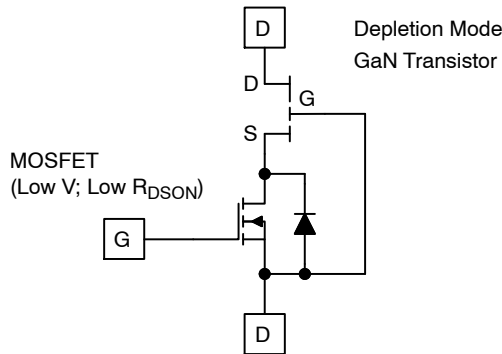 D
Depletion Mode
GaN Transistor
D
G
S
MOSFET
(Low V; Low RDSON)
G
D